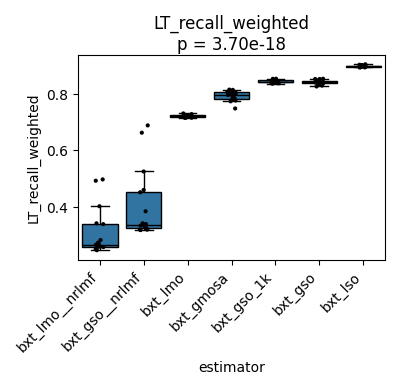 LT_recall_weighted
p = 3.70e-18
LT_recall_weighted
0.8
0.6
0.4
bxt_lmo__nrlmf
bxt_gso__nrlmf
bxt_lmo
bxt_gmosa
bxt_gso_1k
bxt_gso
bxt_lso
estimator